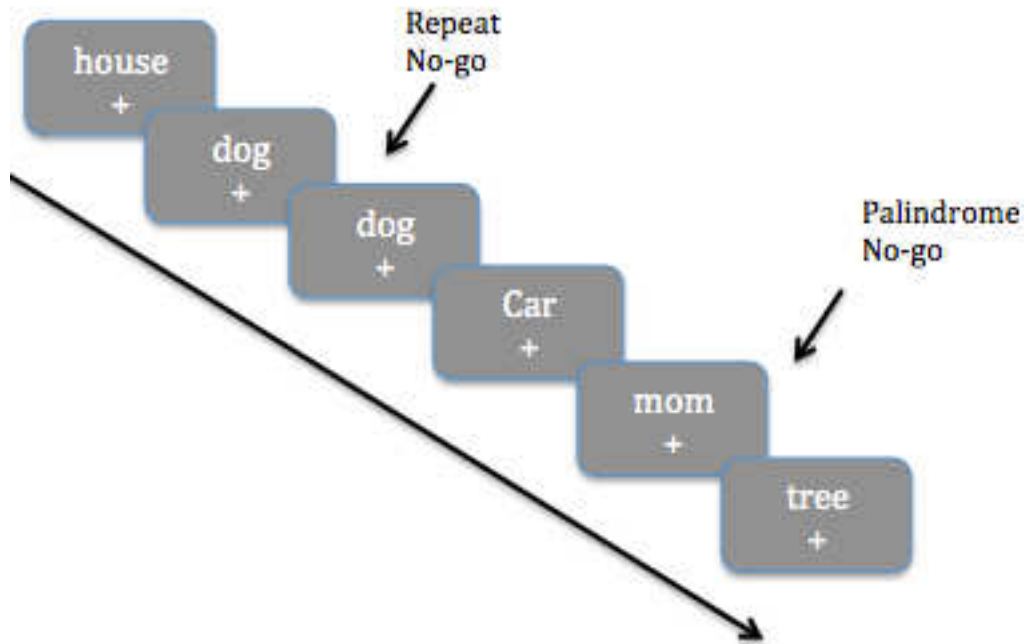 house
+
Repeat
No-go
dog
+
dog
+
Car
+
Palindrome
No-go
mom
+
tree
+